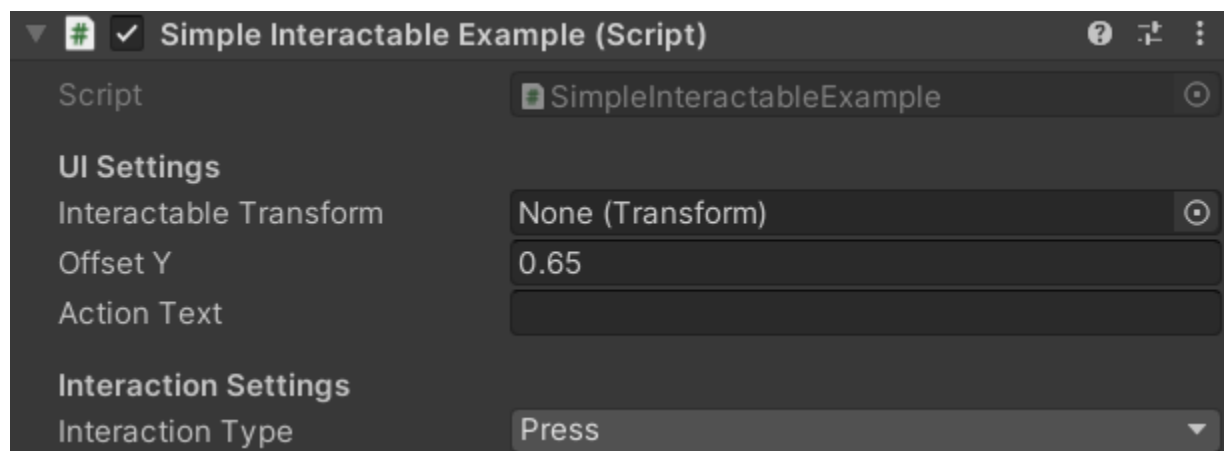 Simple Interactable Example (Script)
Script SimpleInteractableExample
UI Settings
Interactable Transform None (Transform)
Offset Y 0.65
Action Text
Interaction Settings
Interaction Type Press